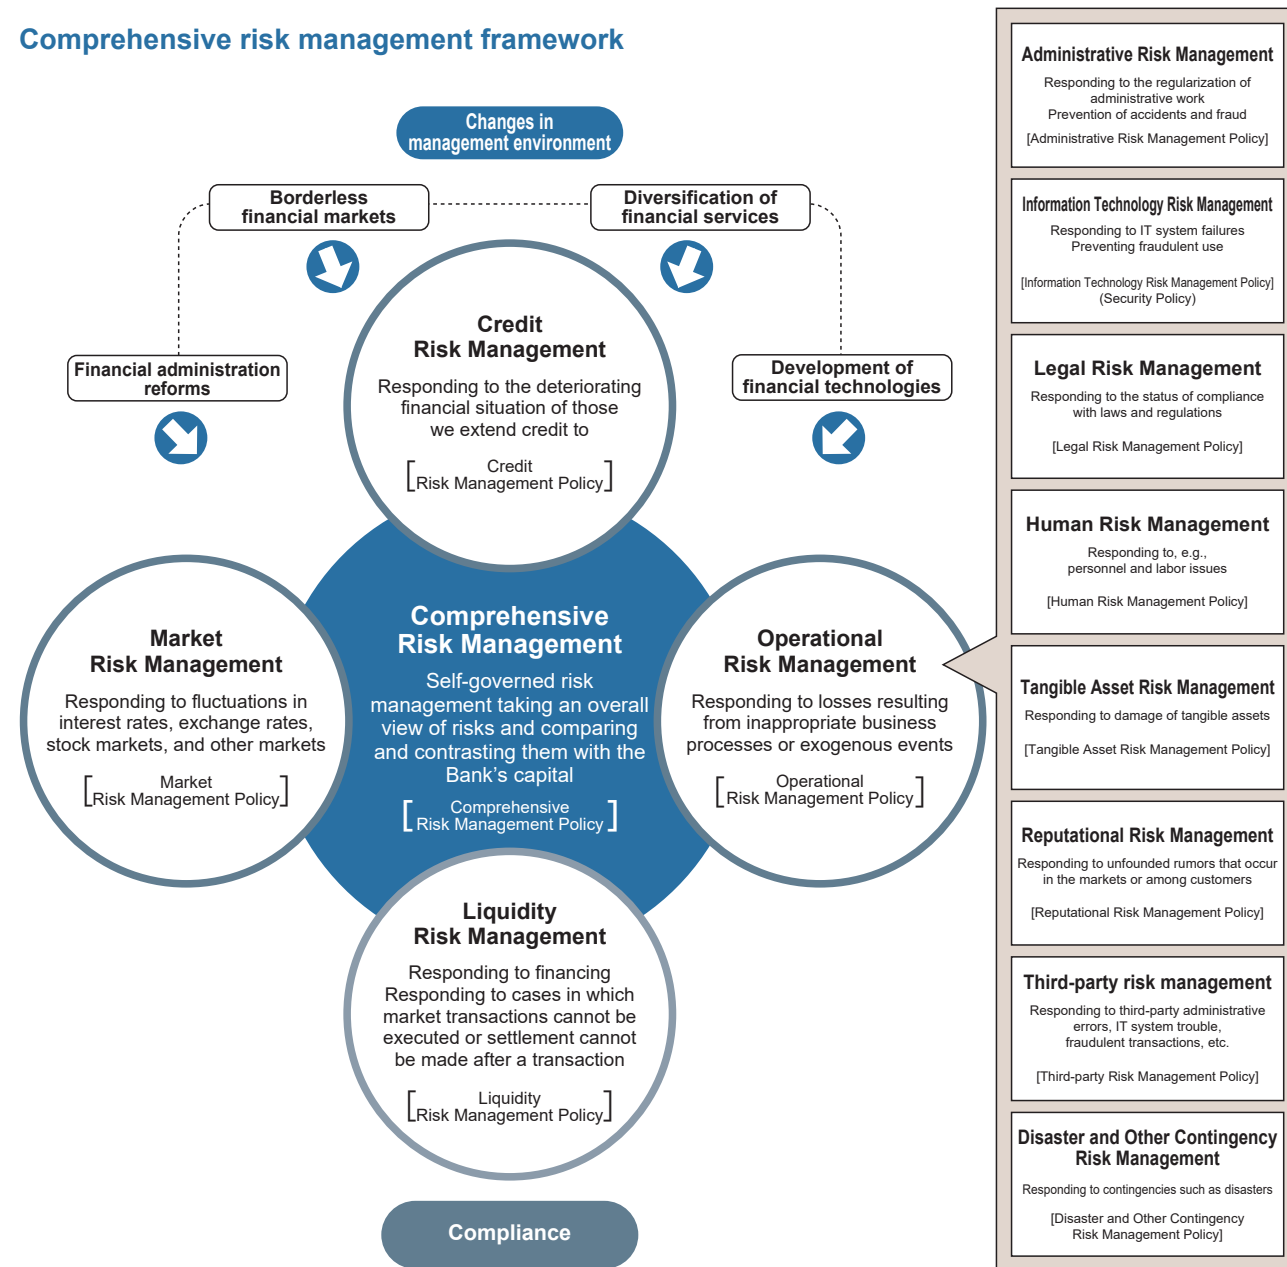 Comprehensive risk management framework
Changes in
management environment
Borderless
financial markets
Diversification of
financial services
Financial administration
reforms
Development of
financial technologies
Credit
Risk Management
Responding to the deteriorating
financial situation of those
we extend credit to
[Credit
Risk Management Policy]
Market
Risk Management
Responding to fluctuations in
interest rates, exchange rates,
stock markets, and other markets
[Market
Risk Management Policy]
Comprehensive
Risk Management
Self-governed risk
management taking an overall
view of risks and comparing
and contrasting them with the
Bank’s capital
[Comprehensive
Risk Management Policy]
Operational
Risk Management
Responding to losses resulting
from inappropriate business
processes or exogenous events
[Operational
Risk Management Policy]
Liquidity
Risk Management
Responding to financing
Responding to cases in which
market transactions cannot be
executed or settlement cannot
be made after a transaction
[Liquidity
Risk Management Policy]
Compliance
Administrative Risk Management
Responding to the regularization of
administrative work
Prevention of accidents and fraud
[Administrative Risk Management Policy]
Information Technology Risk Management
Responding to IT system failures
Preventing fraudulent use
[Information Technology Risk Management Policy]
(Security Policy)
Legal Risk Management
Responding to the status of compliance
with laws and regulations
[Legal Risk Management Policy]
Human Risk Management
Responding to, e.g.,
personnel and labor issues
[Human Risk Management Policy]
Tangible Asset Risk Management
Responding to damage of tangible assets
[Tangible Asset Risk Management Policy]
Reputational Risk Management
Responding to unfounded rumors that occur
in the markets or among customers
[Reputational Risk Management Policy]
Third-party risk management
Responding to third-party administrative
errors, IT system trouble,
fraudulent transactions, etc.
[Third-party Risk Management Policy]
Disaster and Other Contingency
Risk Management
Responding to contingencies such as disasters
[Disaster and Other Contingency
Risk Management Policy]